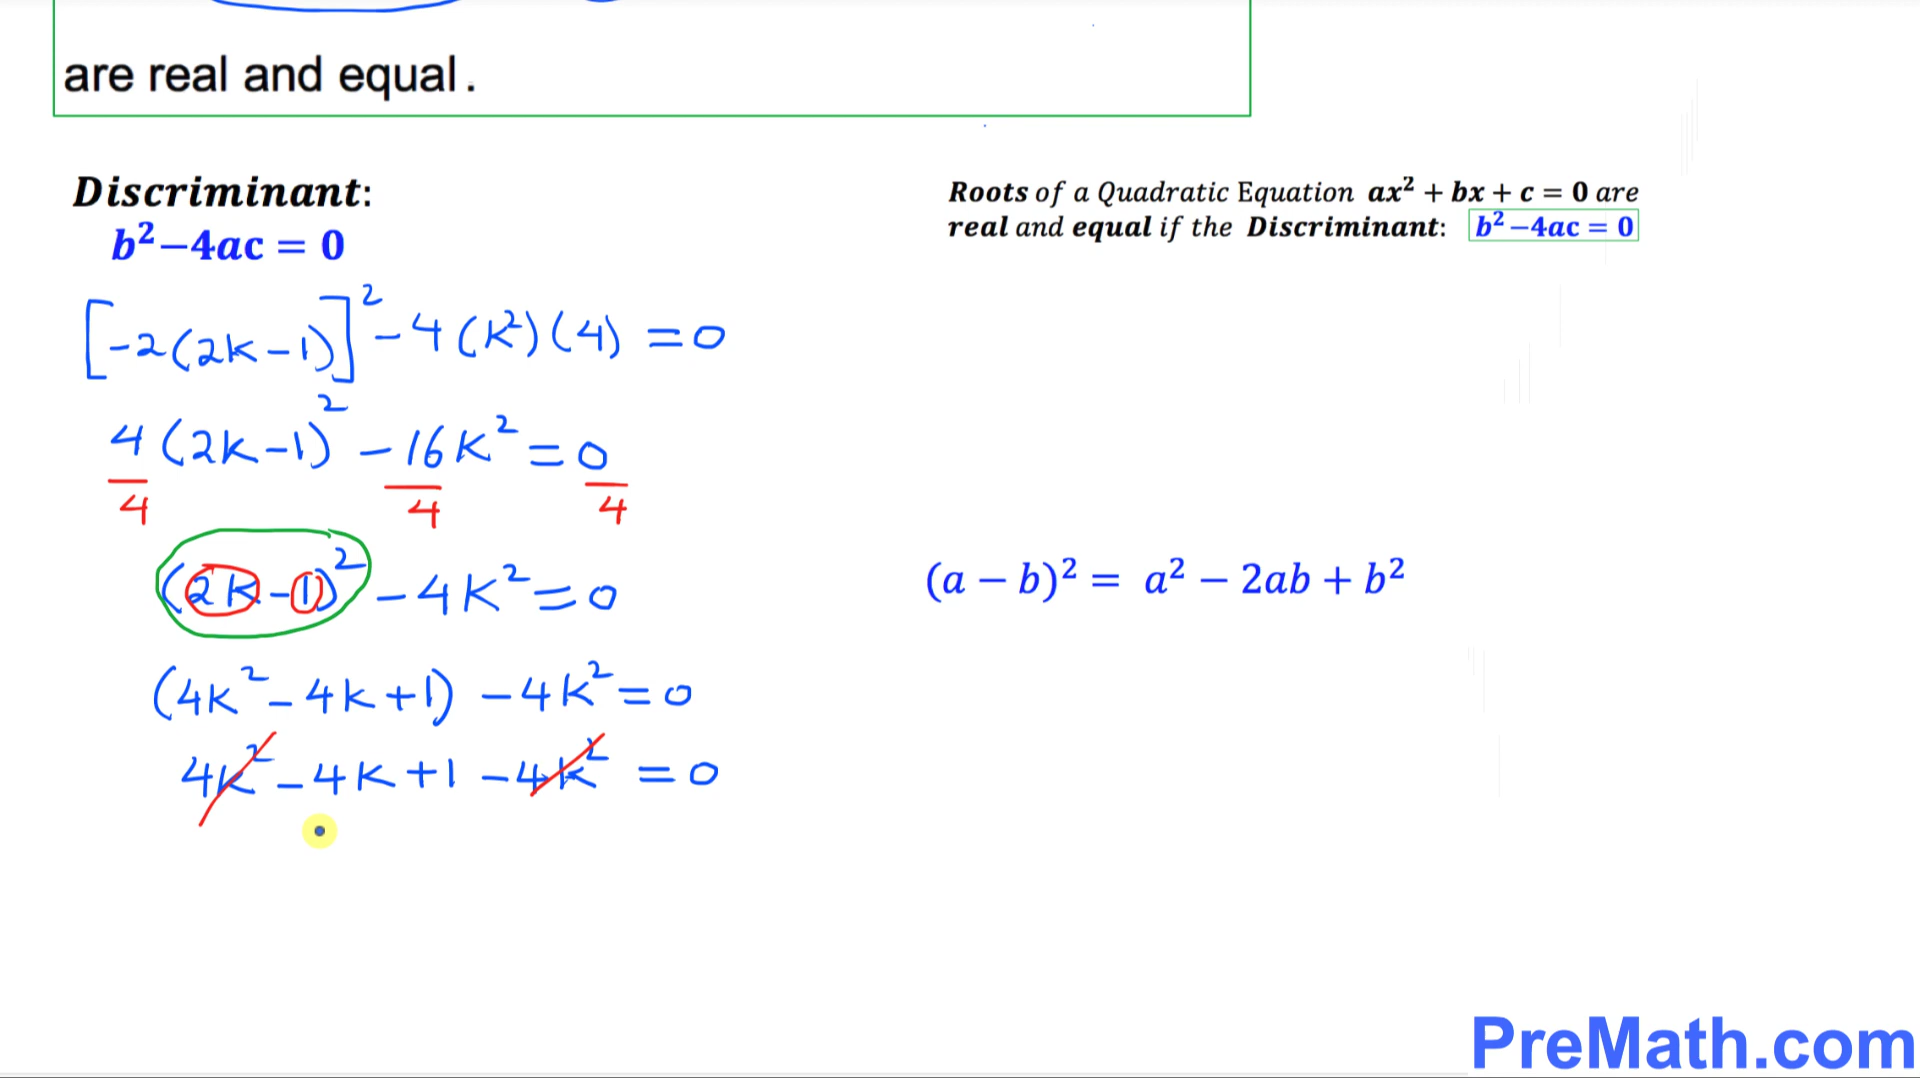 are real and equal.
Discriminant:
b²−4ac = 0
Roots of a Quadratic Equation ax² + bx + c = 0 are
real and equal if the Discriminant: b²−4ac = 0
[-2(2k-1)]² - 4(k²)(4) = 0
4(2k-1)² - 16k² = 0
4 4 4
(2k-1)² - 4k² = 0
(a − b)² = a² − 2ab + b²
(4k² - 4k + 1) - 4k² = 0
4k² - 4k + 1 - 4k² = 0
PreMath.com